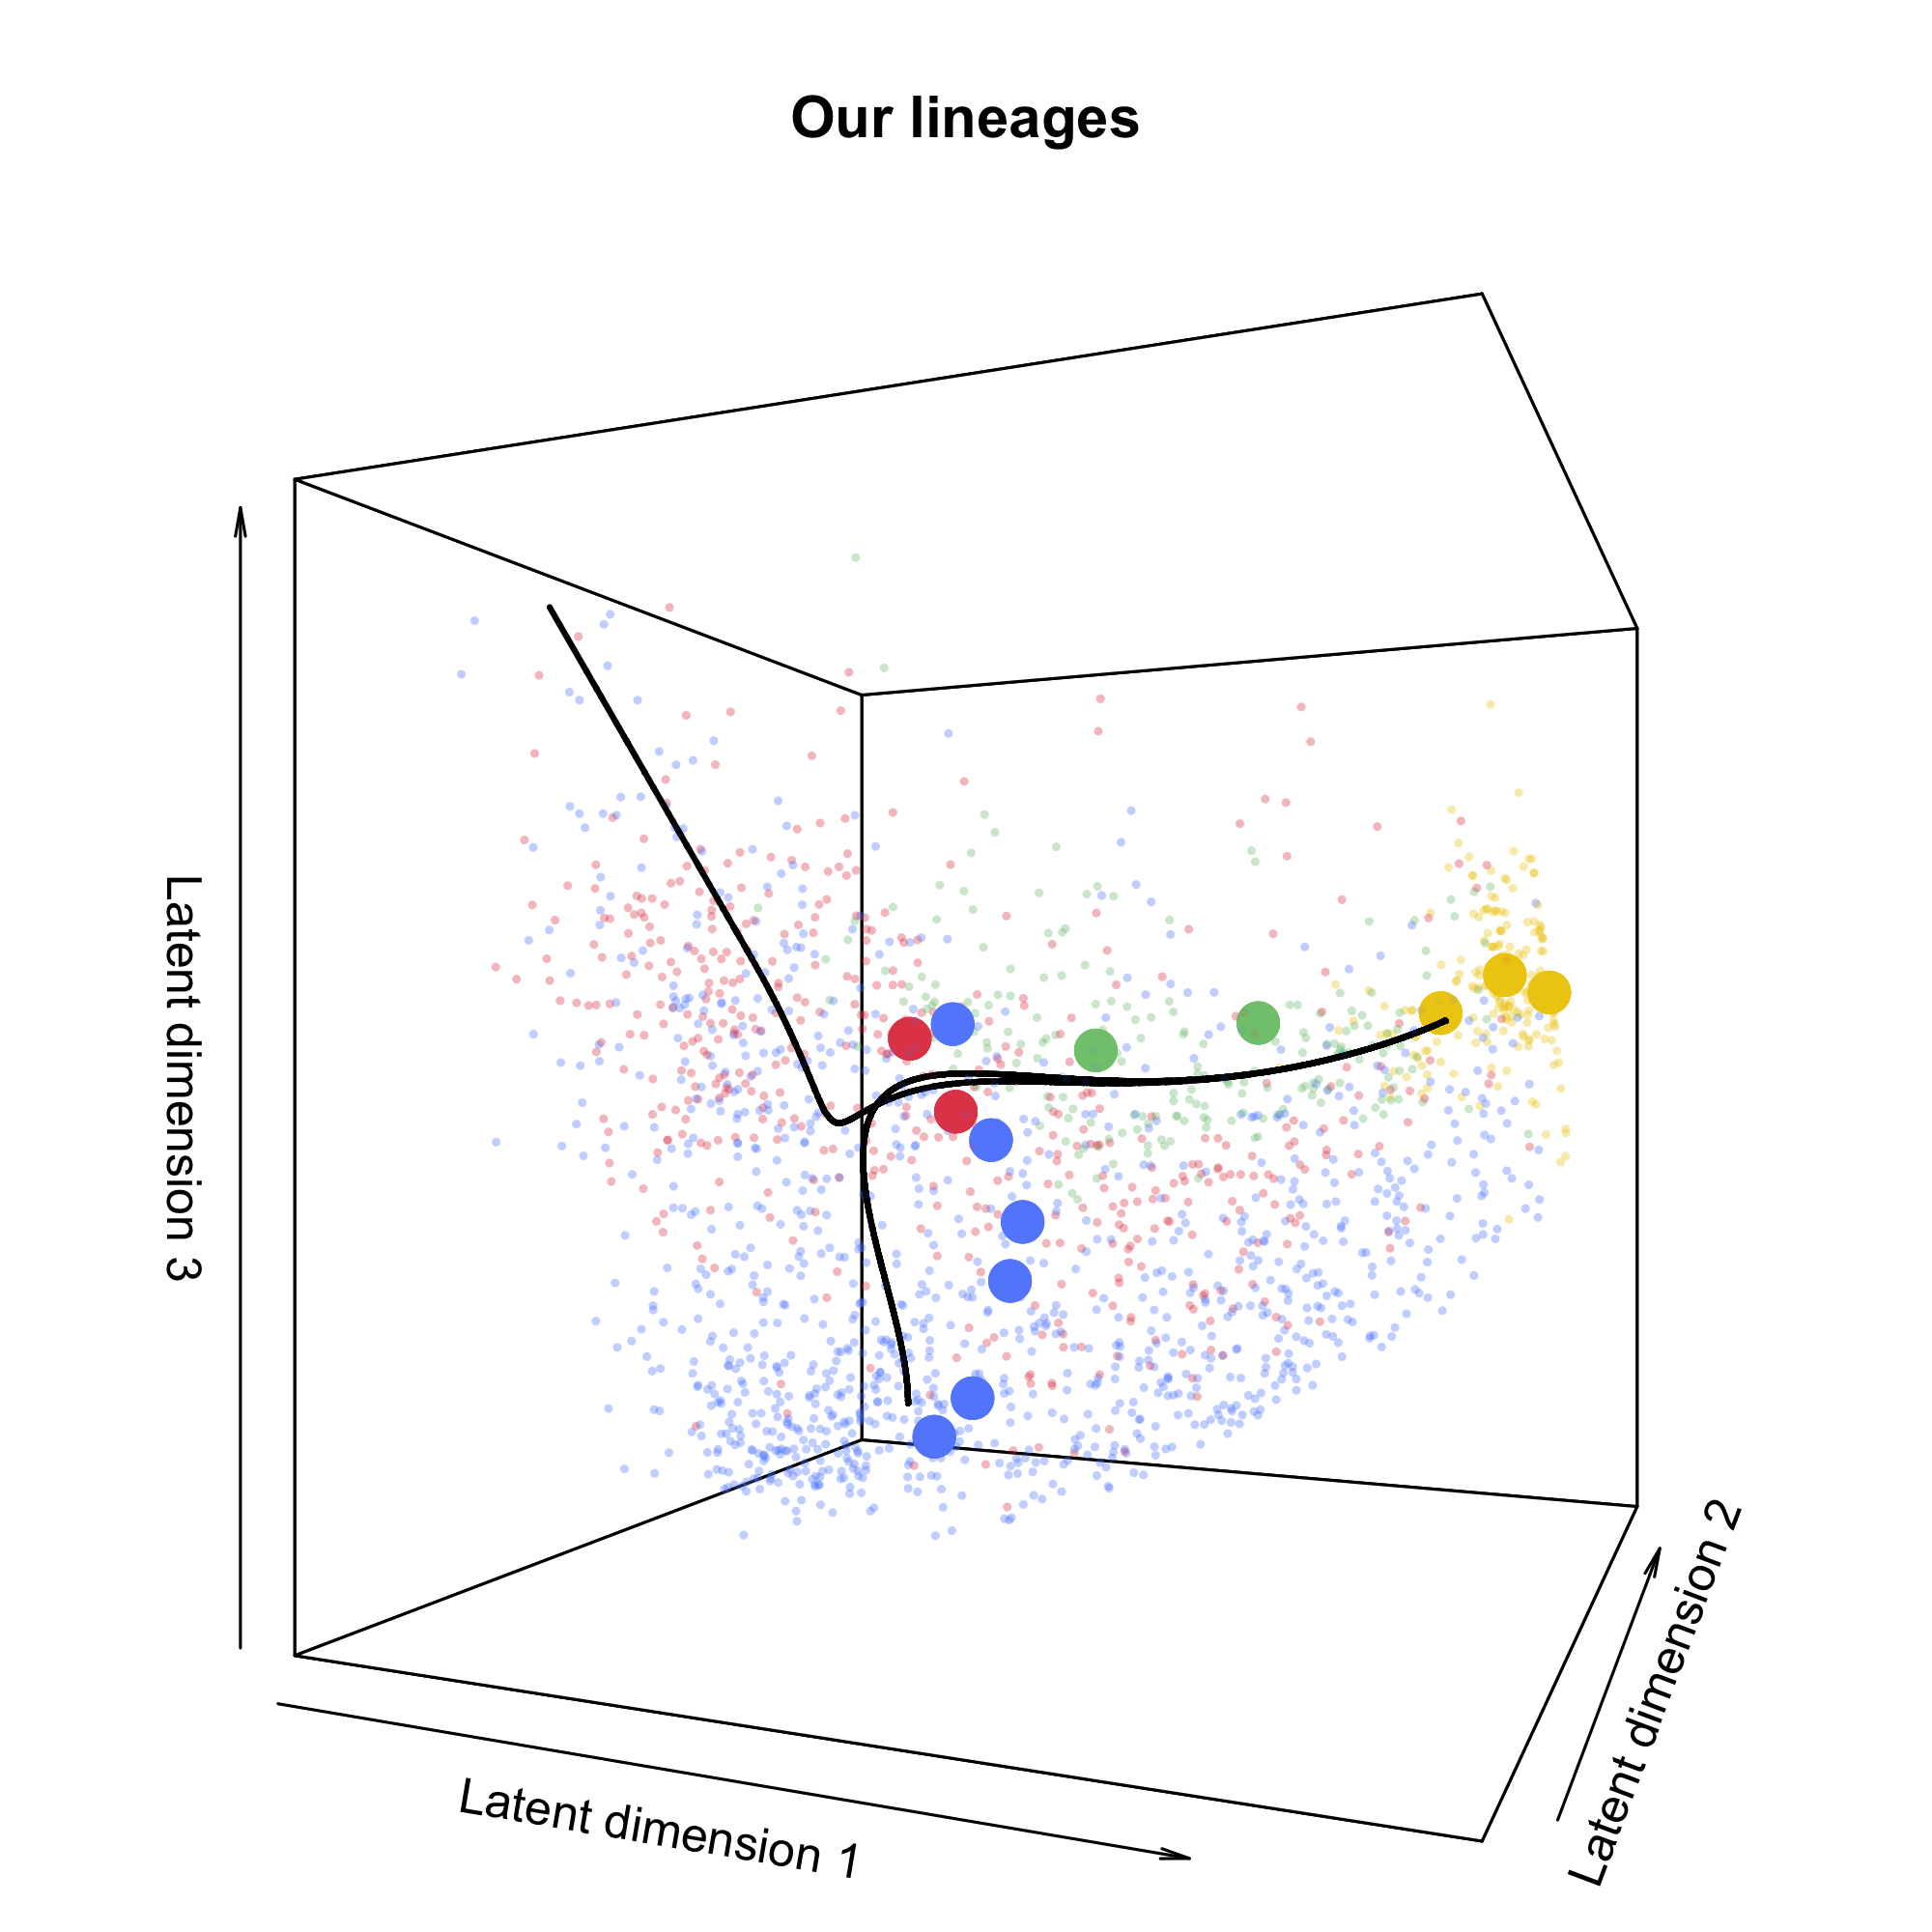 Our lineages
Latent dimension 3
Latent dimension 2
Latent dimension 1